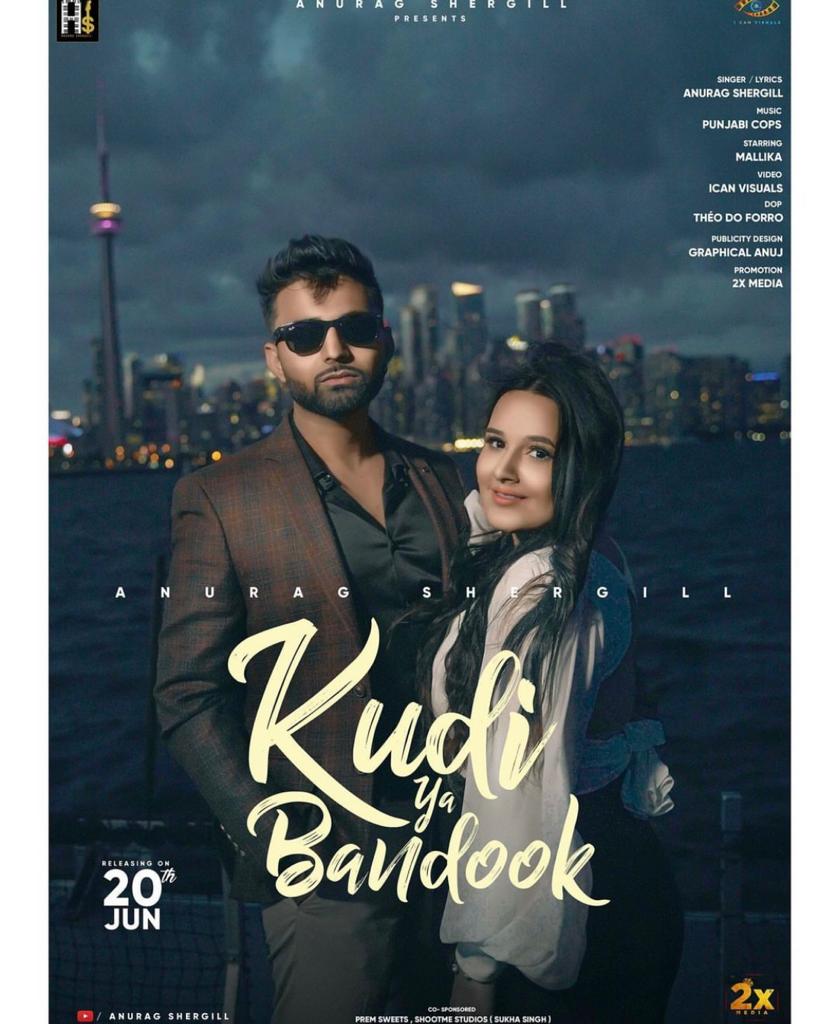 ANURAG SHERGILL
PRESENTS
SINGER / LYRICS
ANURAG SHERGILL
MUSIC
PUNJABI COPS
STARRING
MALLIKA
VIDEO
ICAN VISUALS
DOP
THÉO DO FORRO
PUBLICITY DESIGN
GRAPHICAL ANUJ
PROMOTION
2X MEDIA
ANURAG SHERGILL
Kudi
Ya
Bandook
RELEASING ON
20th
JUN
/ ANURAG SHERGILL
CO- SPONSORED
PREM SWEETS , SHOOTME STUDIOS ( SUKHA SINGH )
2X
MEDIA